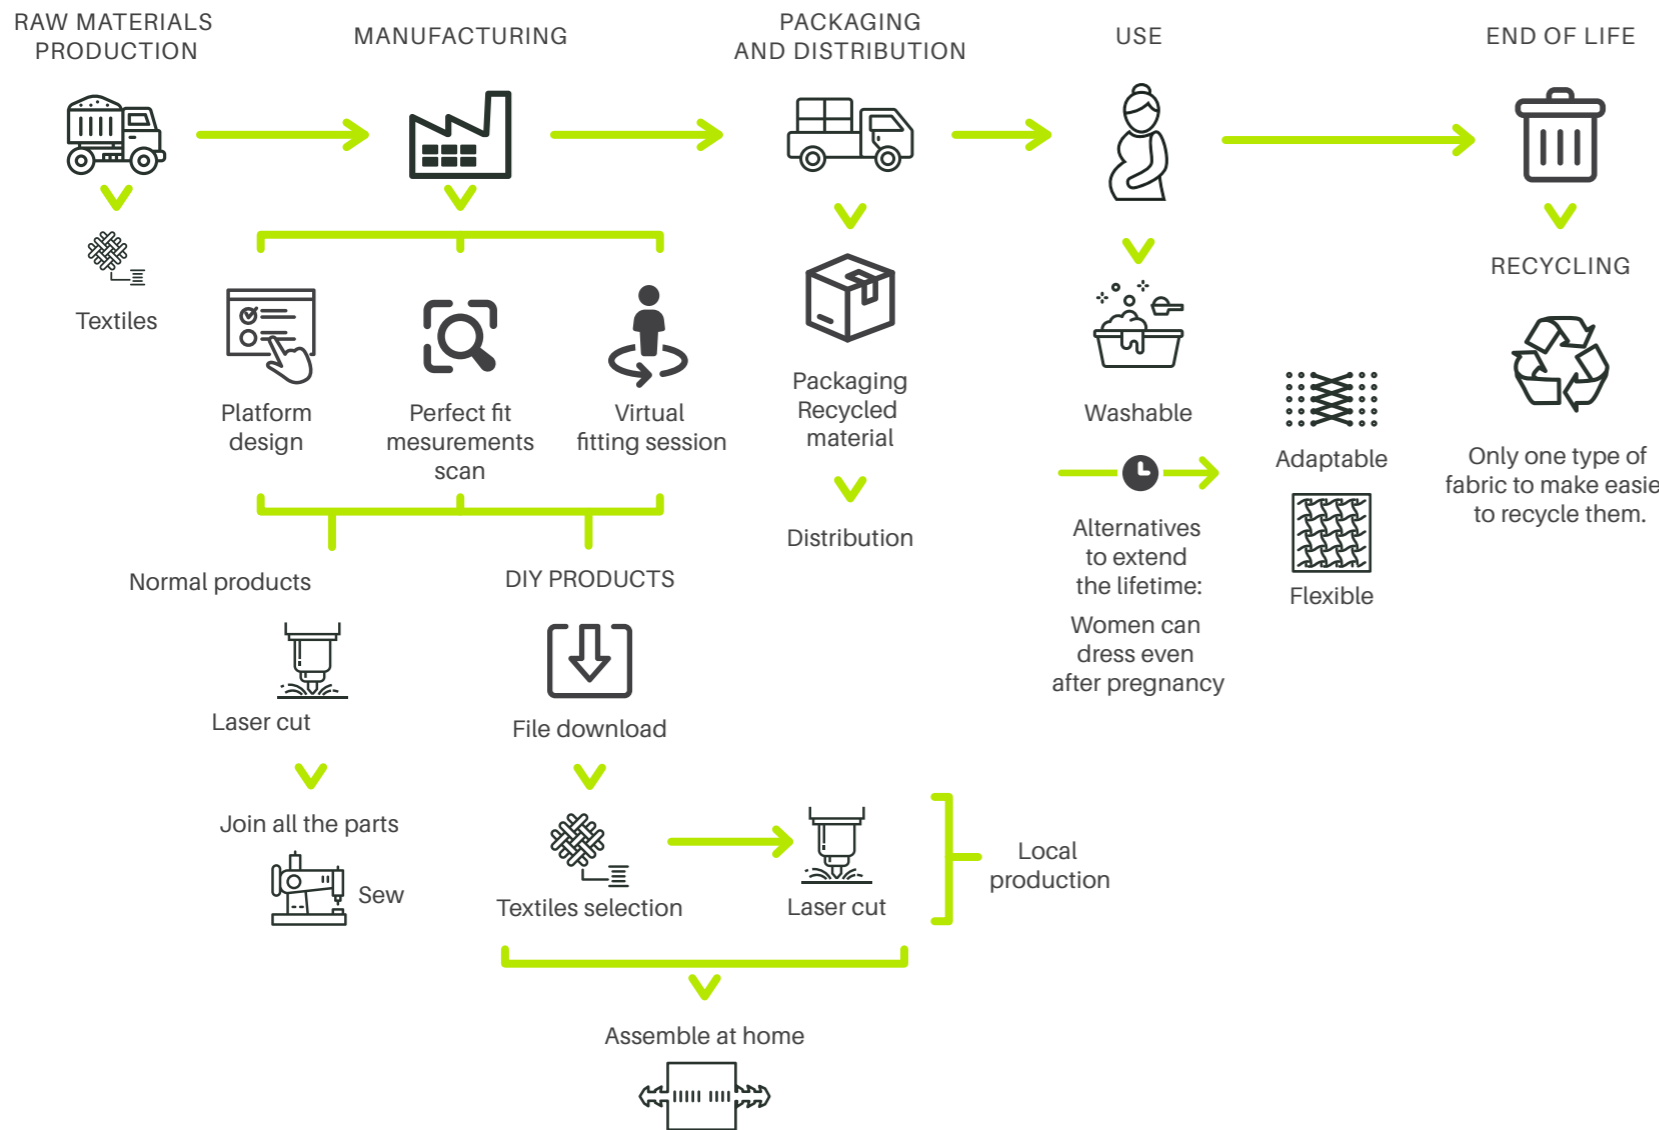 RAW MATERIALS
PRODUCTION
MANUFACTURING
PACKAGING
AND DISTRIBUTION
USE
END OF LIFE
Textiles
Platform
design
Perfect fit
mesurements
scan
Virtual
fitting session
Packaging
Recycled
material
Distribution
Washable
Alternatives
to extend
the lifetime:
Women can
dress even
after pregnancy
Adaptable
Flexible
RECYCLING
Only one type of
fabric to make easie
to recycle them.
Normal products
Laser cut
Join all the parts
Sew
DIY PRODUCTS
File download
Textiles selection
Laser cut
Local
production
Assemble at home